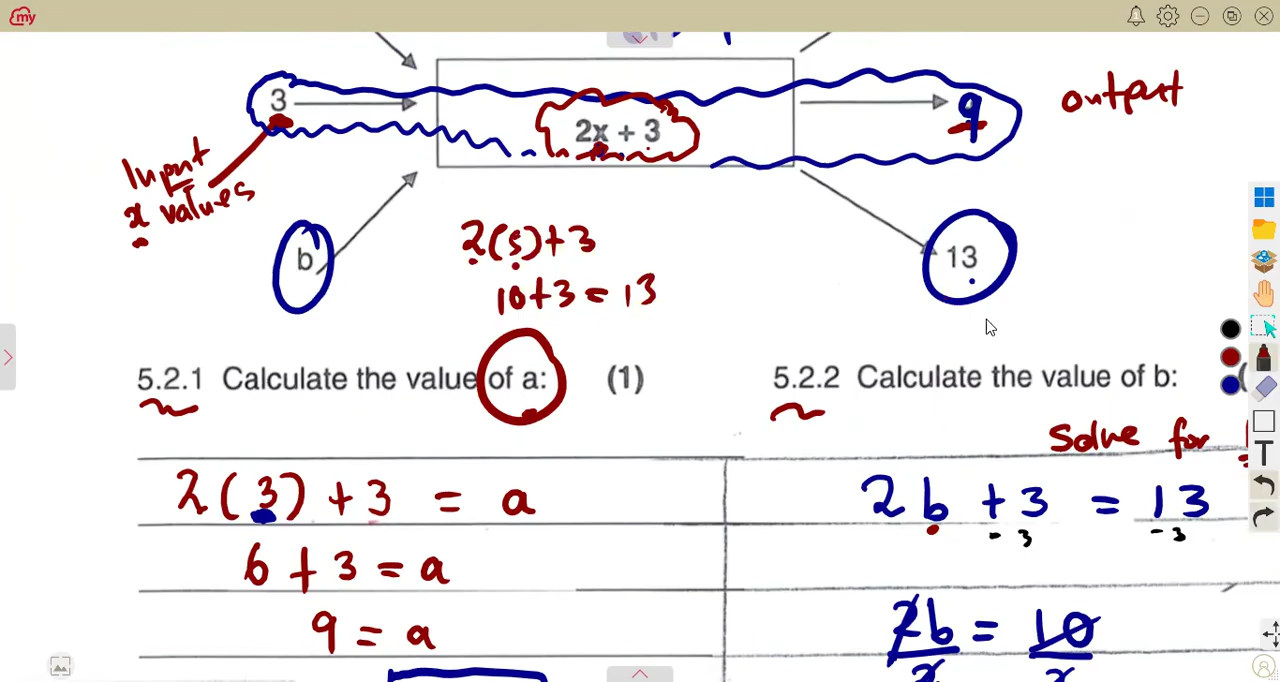 my
3
2x + 3
9
output
Input
x values
b
2(5)+3
10+3 = 13
13
5.2.1 Calculate the value of a: (1)
5.2.2 Calculate the value of b: (
Solve for
2(3) + 3 = a
2b + 3 = 13
-3 -3
6 + 3 = a
9 = a
2b = 10